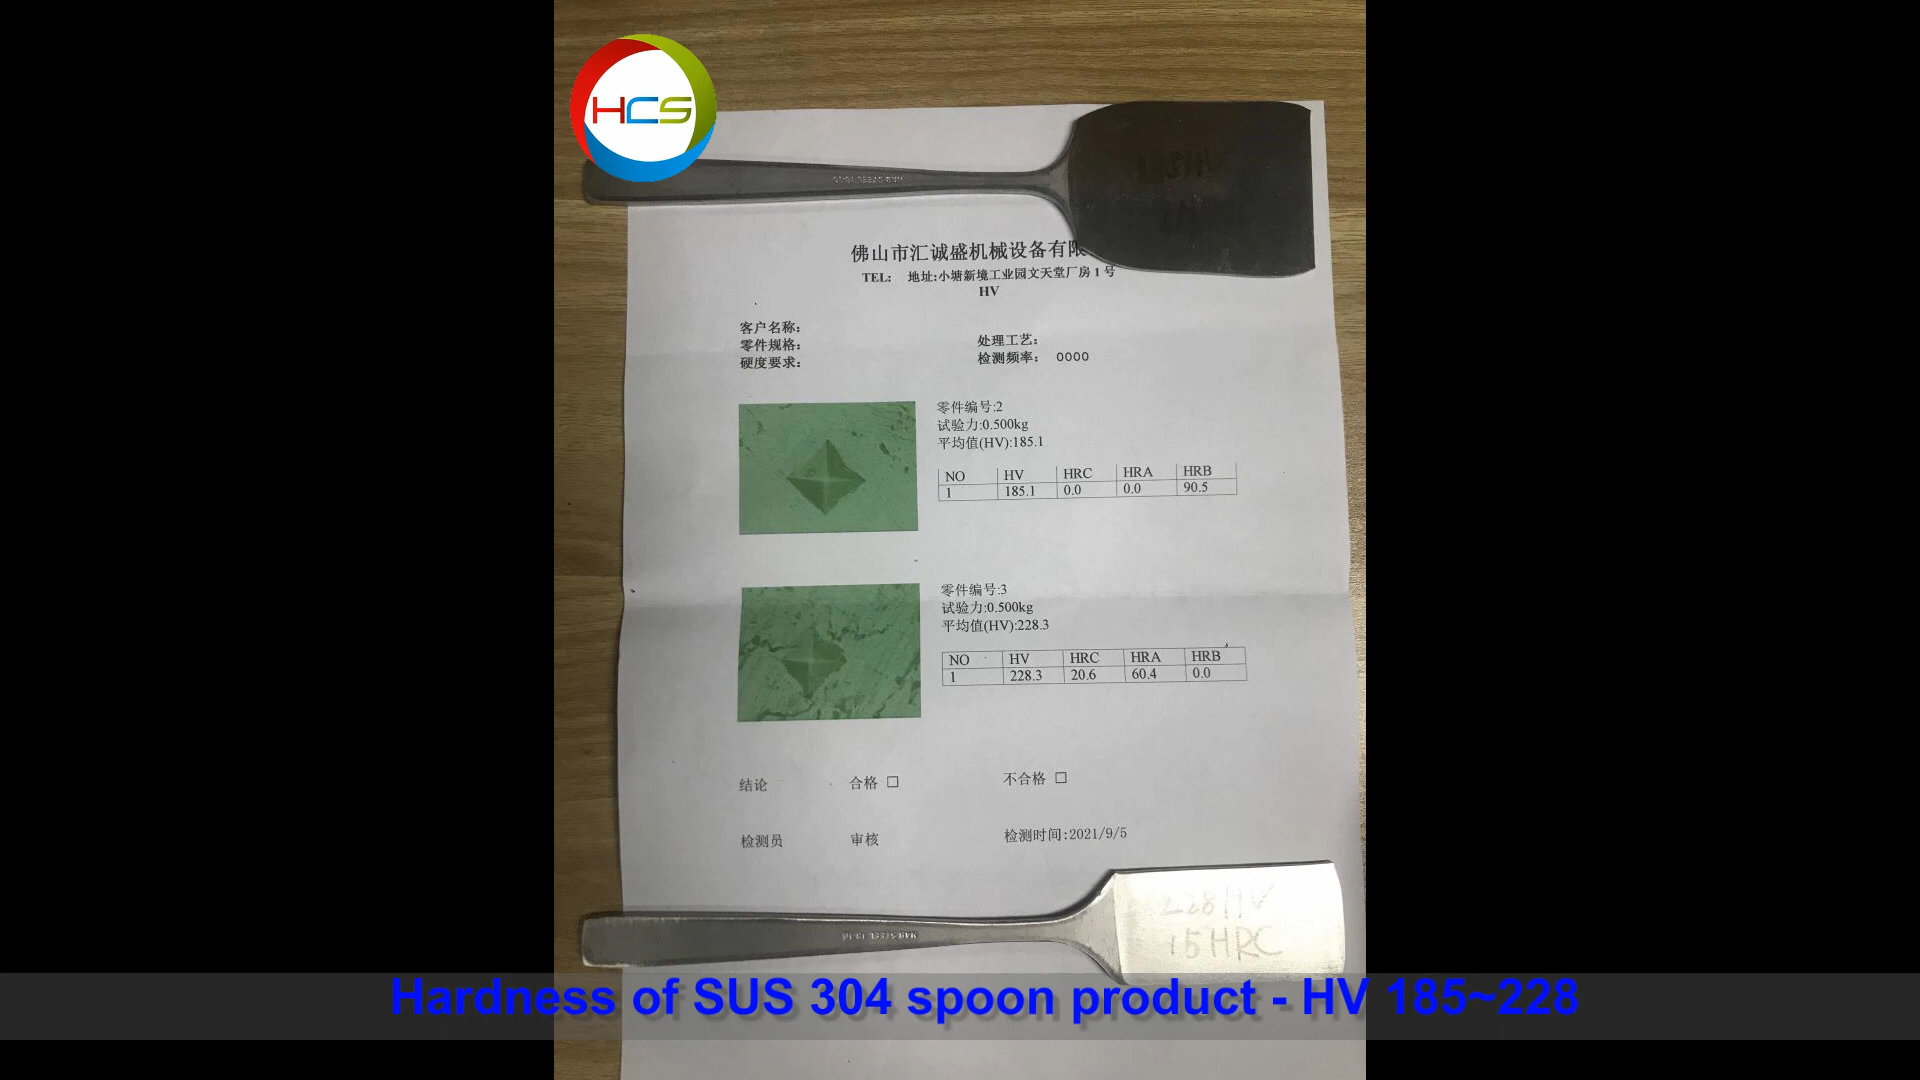 HCS
佛山市汇诚盛机械设备有限
TEL: 地址:小塘新境工业园文天堂厂房 1 号
HV
客户名称:
零件规格:
硬度要求:
处理工艺:
检测频率: 0000
零件编号:2
试验力:0.500kg
平均值(HV):185.1
NO HV HRC HRA HRB
1 185.1 0.0 0.0 90.5
零件编号:3
试验力:0.500kg
平均值(HV):228.3
NO HV HRC HRA HRB
1 228.3 20.6 60.4 0.0
结论 合格 ☐ 不合格 ☐
检测员 审核 检测时间:2021/9/5
228HV
15HRC
Hardness of SUS 304 spoon product - HV 185~228